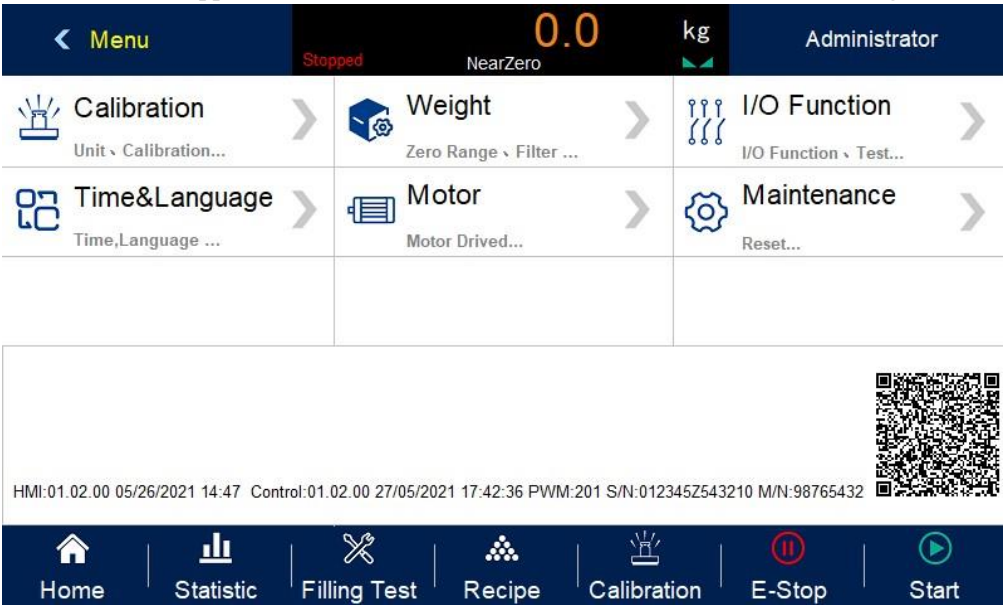 Menu
0.0
kg
Administrator
Stopped
NearZero
Calibration
Unit、Calibration...
Weight
Zero Range、Filter ...
I/O Function
I/O Function、Test...
Time&Language
Time,Language ...
Motor
Motor Drived...
Maintenance
Reset...
HMI:01.02.00 05/26/2021 14:47 Control:01.02.00 27/05/2021 17:42:36 PWM:201 S/N:012345Z543210 M/N:98765432
Home
Statistic
Filling Test
Recipe
Calibration
E-Stop
Start